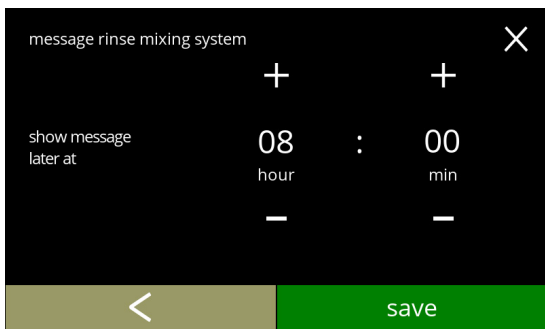 message rinse mixing system
+ +
show message
later at
08 : 00
hour min
- -
save